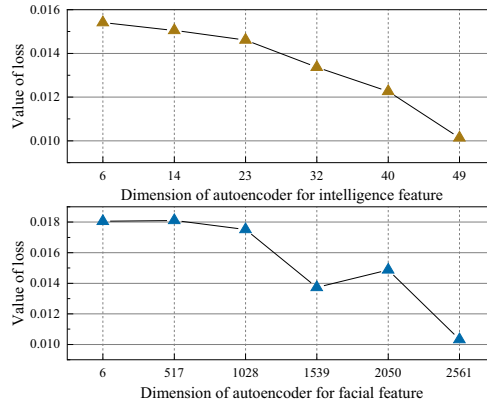 0.016
0.014
0.012
0.010
Value of loss
6 14 23 32 40 49
Dimension of autoencoder for intelligence feature
0.018
0.016
0.014
0.012
0.010
Value of loss
6 517 1028 1539 2050 2561
Dimension of autoencoder for facial feature